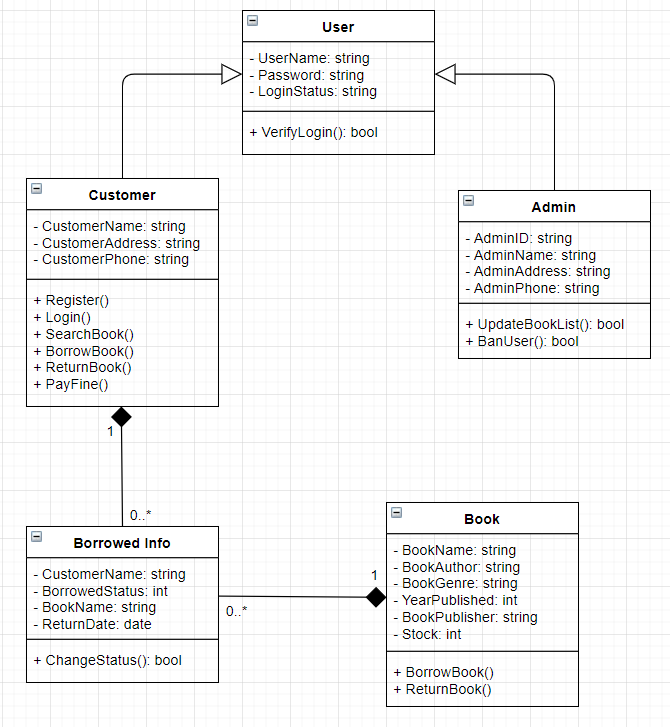 User
- UserName: string
- Password: string
- LoginStatus: string
+ VerifyLogin(): bool
Customer
- CustomerName: string
- CustomerAddress: string
- CustomerPhone: string
+ Register()
+ Login()
+ SearchBook()
+ BorrowBook()
+ ReturnBook()
+ PayFine()
Admin
- AdminID: string
- AdminName: string
- AdminAddress: string
- AdminPhone: string
+ UpdateBookList(): bool
+ BanUser(): bool
1
0..*
Borrowed Info
- CustomerName: string
- BorrowedStatus: int
- BookName: string
- ReturnDate: date
+ ChangeStatus(): bool
1
0..*
Book
- BookName: string
- BookAuthor: string
- BookGenre: string
- YearPublished: int
- BookPublisher: string
- Stock: int
+ BorrowBook()
+ ReturnBook()